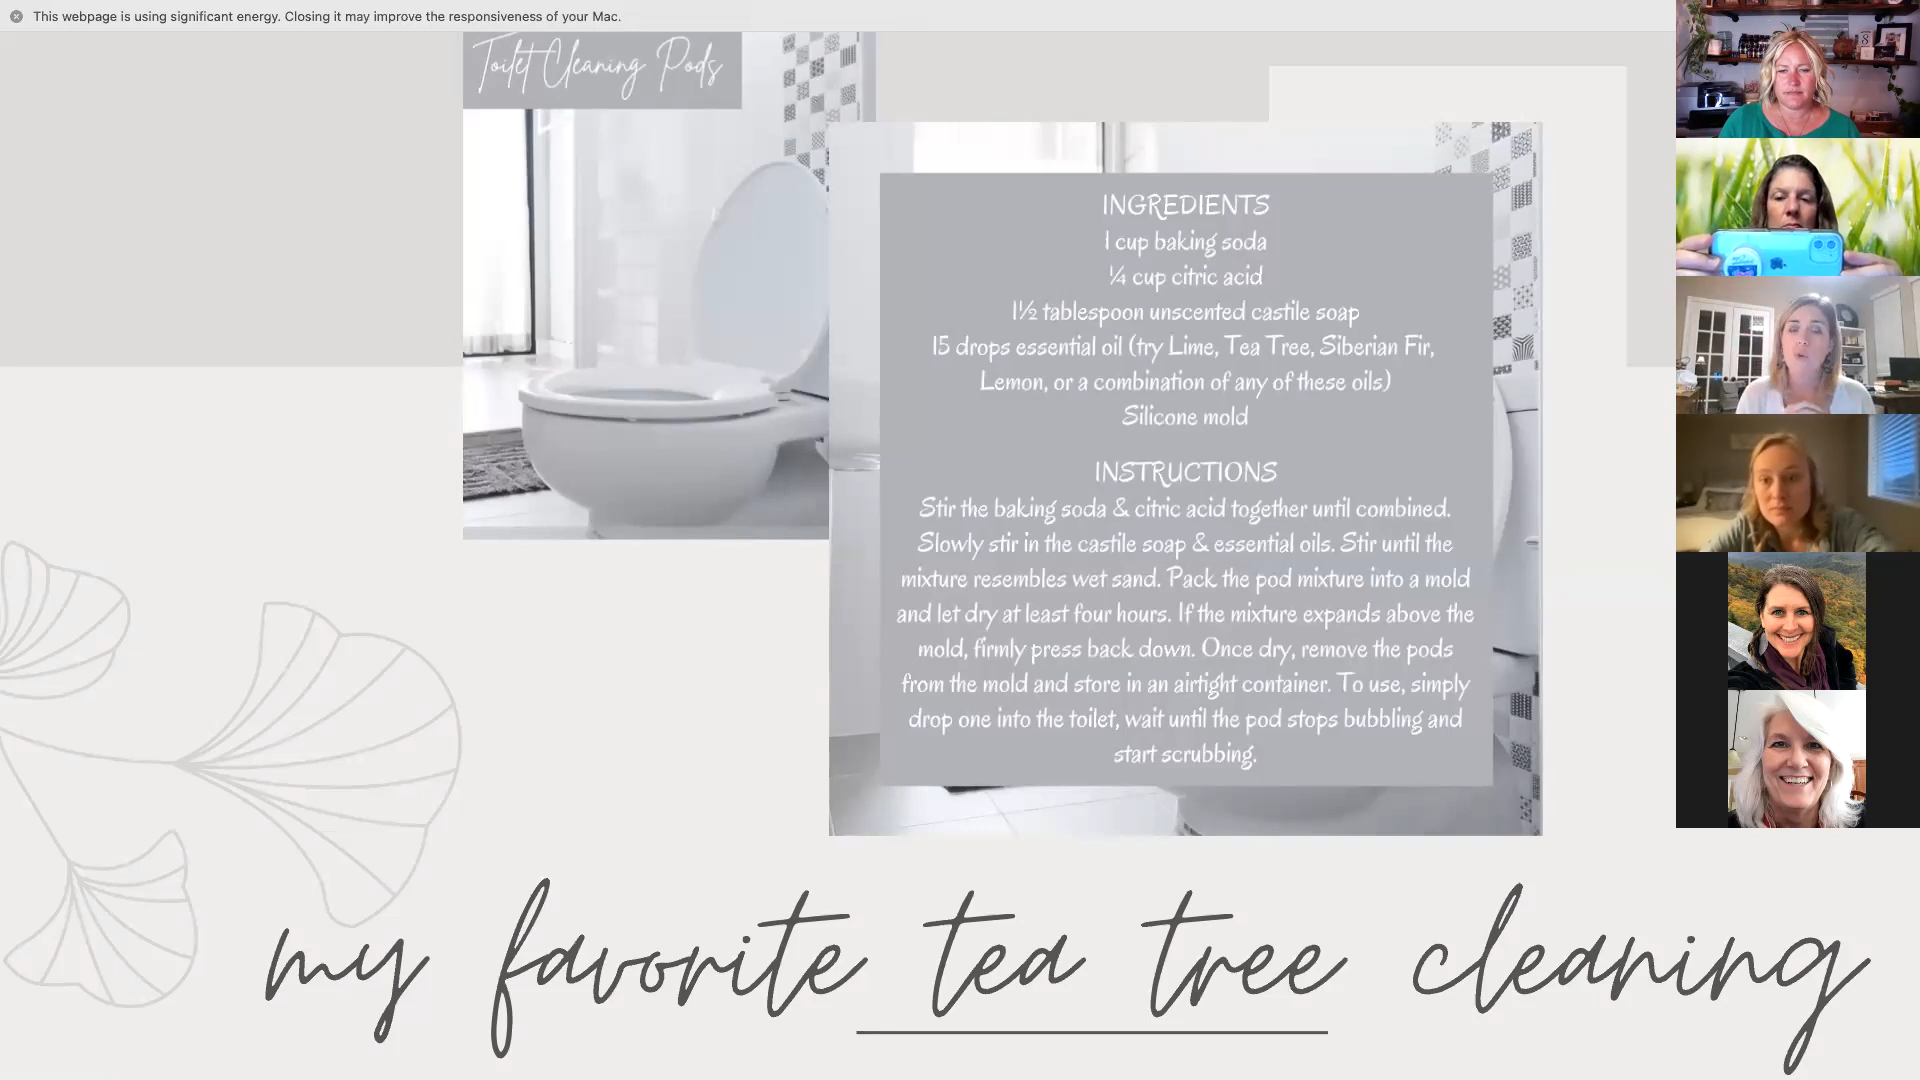 This webpage is using significant energy. Closing it may improve the responsiveness of your Mac.
Toilet Cleaning Pods
INGREDIENTS
1 cup baking soda
¼ cup citric acid
1½ tablespoon unscented castile soap
15 drops essential oil (try Lime, Tea Tree, Siberian Fir,
Lemon, or a combination of any of these oils)
Silicone mold
INSTRUCTIONS
Stir the baking soda & citric acid together until combined.
Slowly stir in the castile soap & essential oils. Stir until the
mixture resembles wet sand. Pack the pod mixture into a mold
and let dry at least four hours. If the mixture expands above the
mold, firmly press back down. Once dry, remove the pods
from the mold and store in an airtight container. To use, simply
drop one into the toilet, wait until the pod stops bubbling and
start scrubbing.
my favorite tea tree cleaning